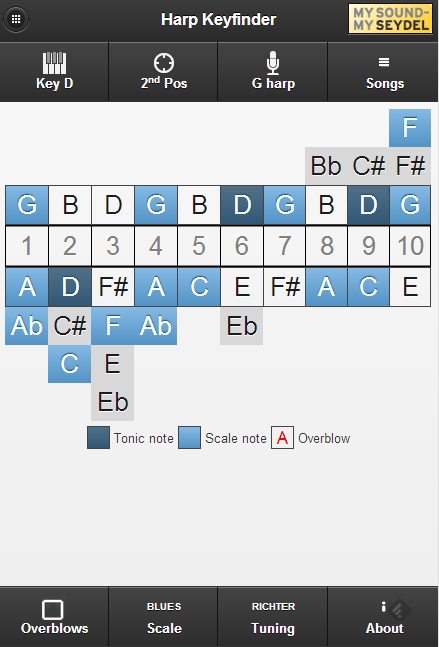 Harp Keyfinder
MY SOUND-
MY SEYDEL
Key D
2nd Pos
G harp
Songs
F
Bb C# F#
G B D G B D G B D G
1 2 3 4 5 6 7 8 9 10
A D F# A C E F# A C E
Ab C# F Ab Eb
C E
Eb
Tonic note Scale note A Overblow
BLUES RICHTER
Overblows Scale Tuning About